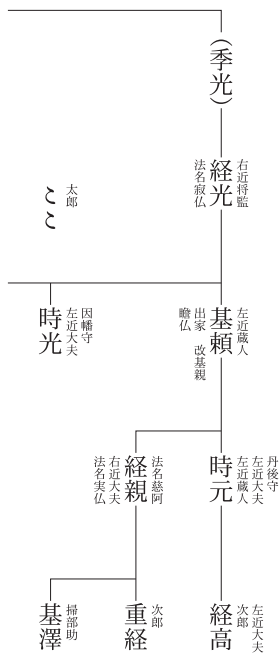 （季光）
右近将監
経光
法名寂仏
太郎
こ
こ
左近蔵人
基頼
出家　改基親
瞻仏
因幡守
時光
左近大夫
丹後守
左近大夫
時元
左近蔵人
法名慈阿
経親
右近大夫
法名実仏
左近大夫
経高
次郎
次郎
重経
掃部助
基澤